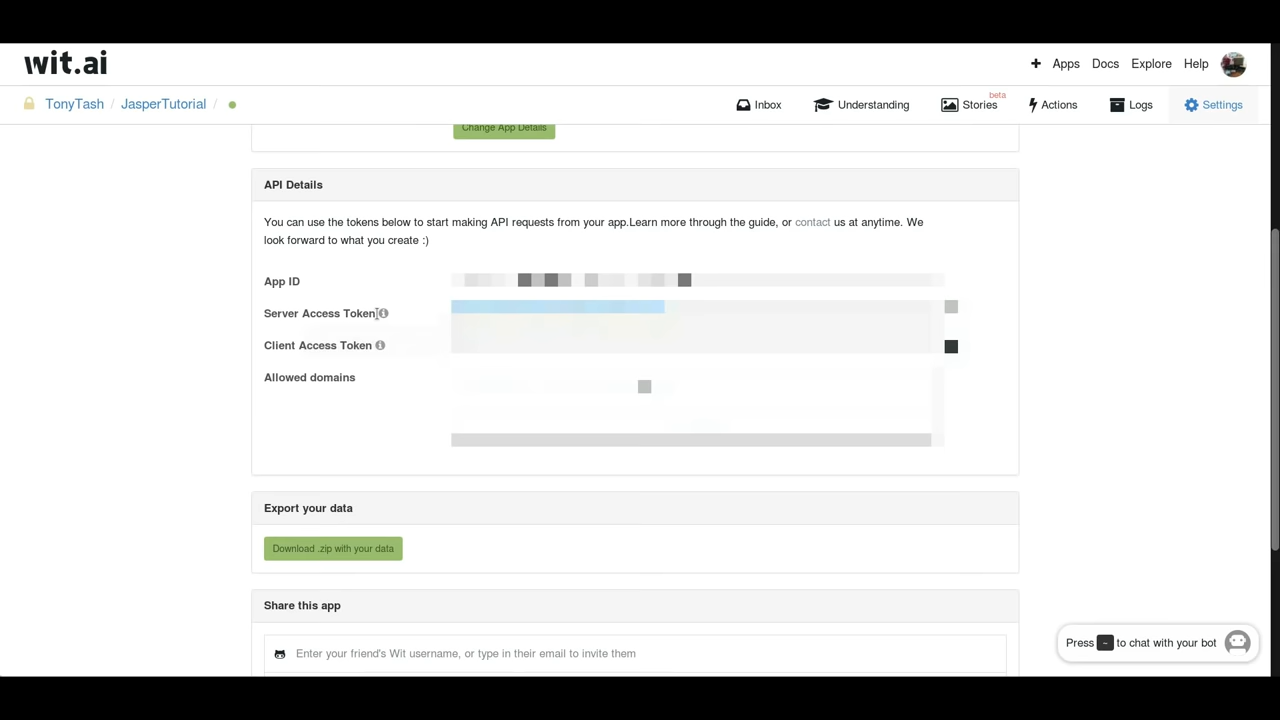 wit.ai
+ Apps Docs Explore Help
TonyTash / JasperTutorial /
Inbox Understanding Stories beta Actions Logs Settings
Change App Details
API Details
You can use the tokens below to start making API requests from your app.Learn more through the guide, or contact us at anytime. We
look forward to what you create :)
App ID
Server Access Token
Client Access Token
Allowed domains
Export your data
Download .zip with your data
Share this app
Enter your friend's Wit username, or type in their email to invite them
Press ~ to chat with your bot